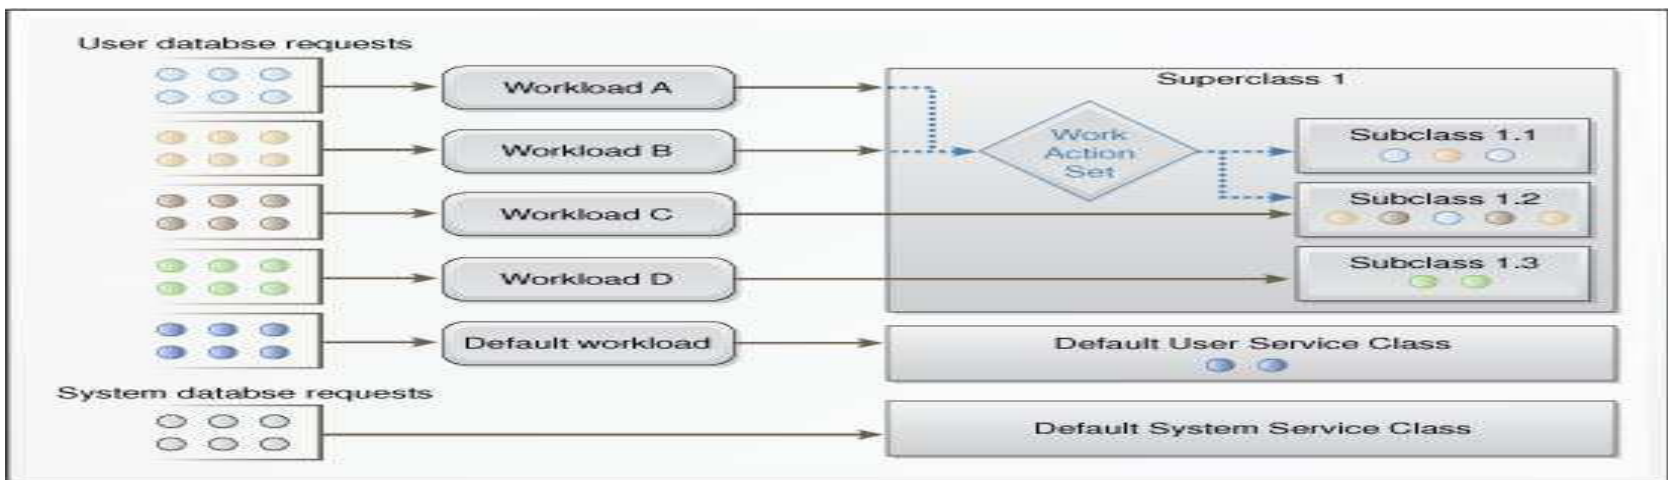 User databse requests
Workload A
Superclass 1
Work
Action
Set
Subclass 1.1
Workload B
Subclass 1.2
Workload C
Subclass 1.3
Workload D
Default workload
Default User Service Class
System databse requests
Default System Service Class